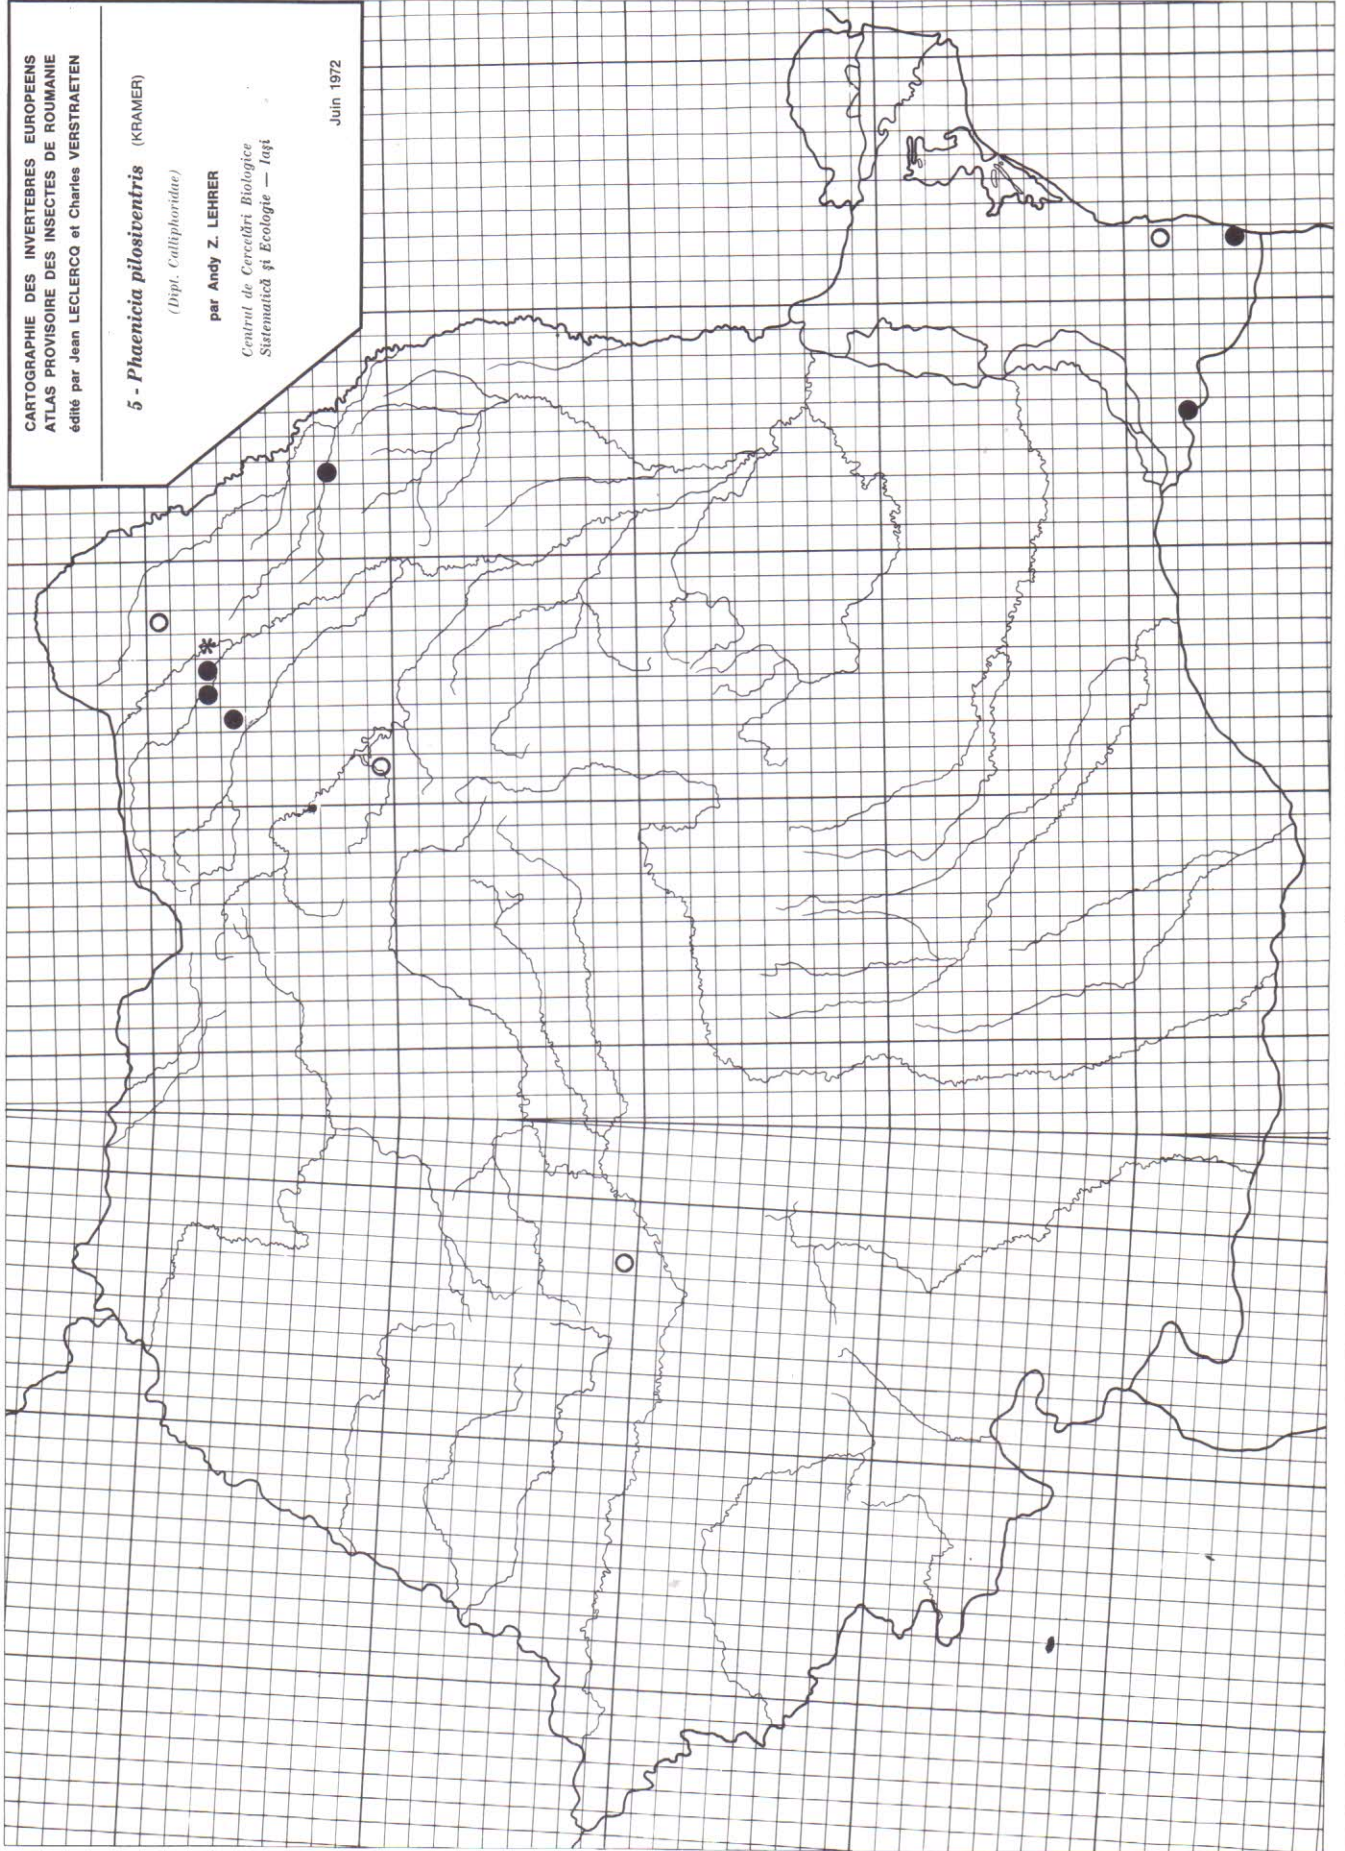 CARTOGRAPHIE DES INVERTEBRES EUROPEENS
ATLAS PROVISOIRE DES INSECTES DE ROUMANIE
édité par Jean LECLERCQ et Charles VERSTRAETEN
5 - Phaenicia pilosiventris (KRAMER)
(Dipt. Calliphoridae)
par Andy Z. LEHRER
Centrul de Cercetări Biologice
Sistematică şi Ecologie — Iaşi
Juin 1972